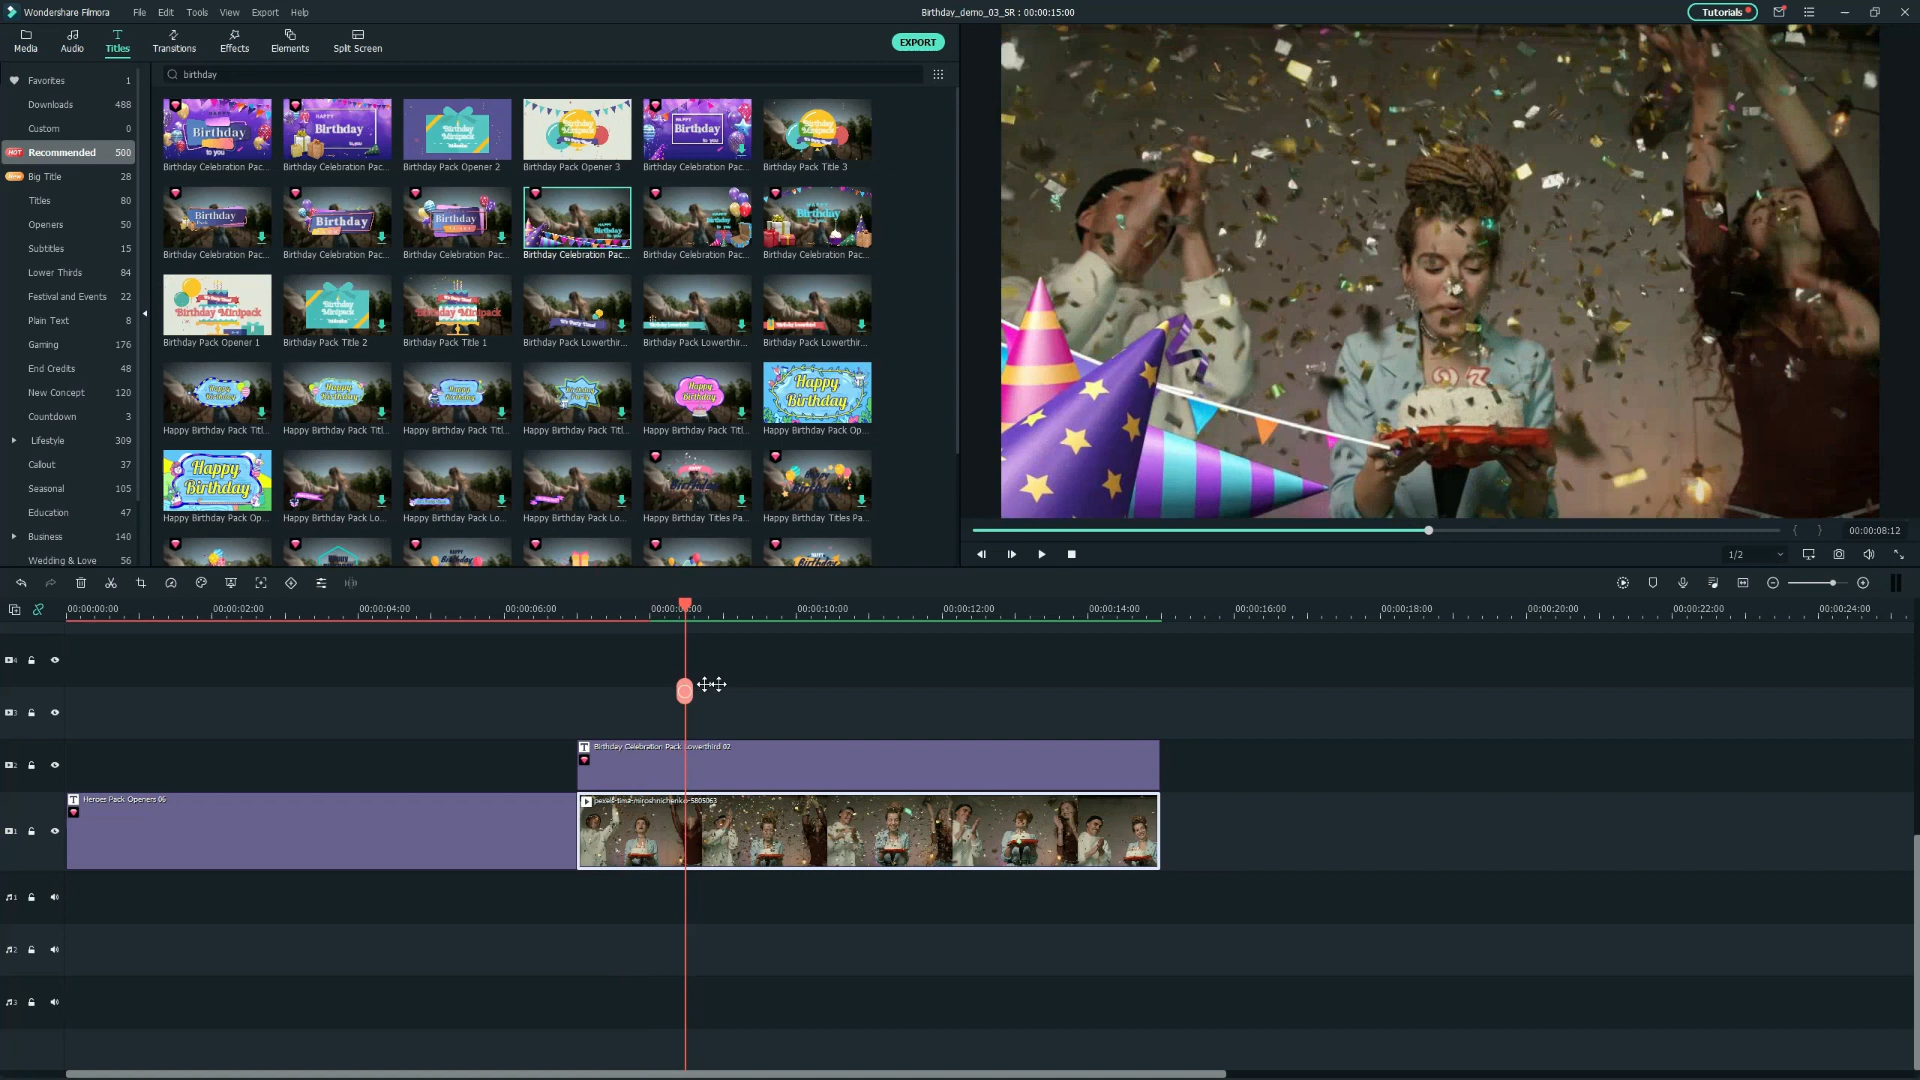 Wondershare Filmora
File
Edit
Tools
View
Export
Help
Birthday_demo_03_SR : 00:00:15:00
Tutorials
Media
Audio
Titles
Transitions
Effects
Elements
Split Screen
EXPORT
birthday
Favorites 1
Downloads 488
Custom 0
HOT Recommended 500
Big Title 28
Titles 80
Openers 50
Subtitles 15
Lower Thirds 84
Festival and Events 22
Plain Text 8
Gaming 176
End Credits 48
New Concept 120
Countdown 3
Lifestyle 309
Callout 37
Seasonal 105
Education 47
Business 140
Wedding & Love 56
Birthday Celebration Pac...
Birthday Celebration Pac...
Birthday Pack Opener 2
Birthday Pack Opener 3
Birthday Celebration Pac...
Birthday Pack Title 3
Birthday Celebration Pac...
Birthday Celebration Pac...
Birthday Celebration Pac...
Birthday Celebration Pac...
Birthday Celebration Pac...
Birthday Celebration Pac...
Birthday Pack Opener 1
Birthday Pack Title 2
Birthday Pack Title 1
Birthday Pack Lowerthir...
Birthday Pack Lowerthir...
Birthday Pack Lowerthir...
Happy Birthday Pack Titl...
Happy Birthday Pack Titl...
Happy Birthday Pack Titl...
Happy Birthday Pack Titl...
Happy Birthday Pack Titl...
Happy Birthday Pack Op...
Happy Birthday Pack Op...
Happy Birthday Pack Lo...
Happy Birthday Pack Lo...
Happy Birthday Pack Lo...
Happy Birthday Titles Pa...
Happy Birthday Titles Pa...
00:00:08:12
1/2
00:00:00:00
00:00:02:00
00:00:04:00
00:00:06:00
00:00:10:00
00:00:12:00
00:00:14:00
00:00:16:00
00:00:18:00
00:00:20:00
00:00:22:00
00:00:24:00
4
3
2
Birthday Celebration Pack Lowerthird 02
1
Heroes Pack Openers 06
pexels-tima-miroshnichenko-5805063
1
2
3